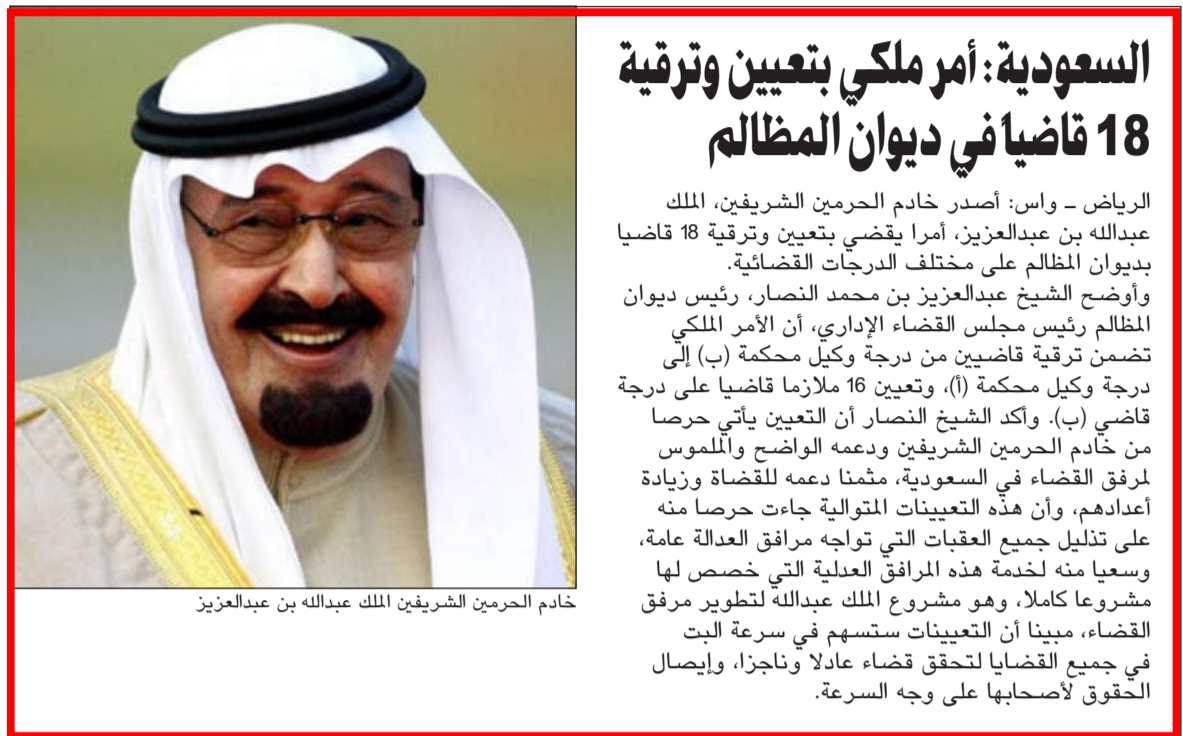 السعودية: أمر ملكي بتعيين وترقية
18 قاضياً في ديوان المظالم
الرياض – واس: أصدر خادم الحرمين الشريفين، الملك
عبدالله بن عبدالعزيز، أمرا يقضي بتعيين وترقية 18 قاضيا
بديوان المظالم على مختلف الدرجات القضائية.
وأوضح الشيخ عبدالعزيز بن محمد النصار، رئيس ديوان
المظالم رئيس مجلس القضاء الإداري، أن الأمر الملكي
تضمن ترقية قاضيين من درجة وكيل محكمة (ب) إلى
درجة وكيل محكمة (أ)، وتعيين 16 ملازما قاضيا على درجة
قاضي (ب). وأكد الشيخ النصار أن التعيين يأتي حرصا
من خادم الحرمين الشريفين ودعمه الواضح والملموس
لمرفق القضاء في السعودية، مثمنا دعمه للقضاة وزيادة
أعدادهم، وأن هذه التعيينات المتوالية جاءت حرصا منه
على تذليل جميع العقبات التي تواجه مرافق العدالة عامة،
وسعيا منه لخدمة هذه المرافق العدلية التي خصص لها
مشروعا كاملا، وهو مشروع الملك عبدالله لتطوير مرفق
القضاء، مبينا أن التعيينات ستسهم في سرعة البت
في جميع القضايا لتحقق قضاء عادلا وناجزا، وإيصال
الحقوق لأصحابها على وجه السرعة.
خادم الحرمين الشريفين الملك عبدالله بن عبدالعزيز